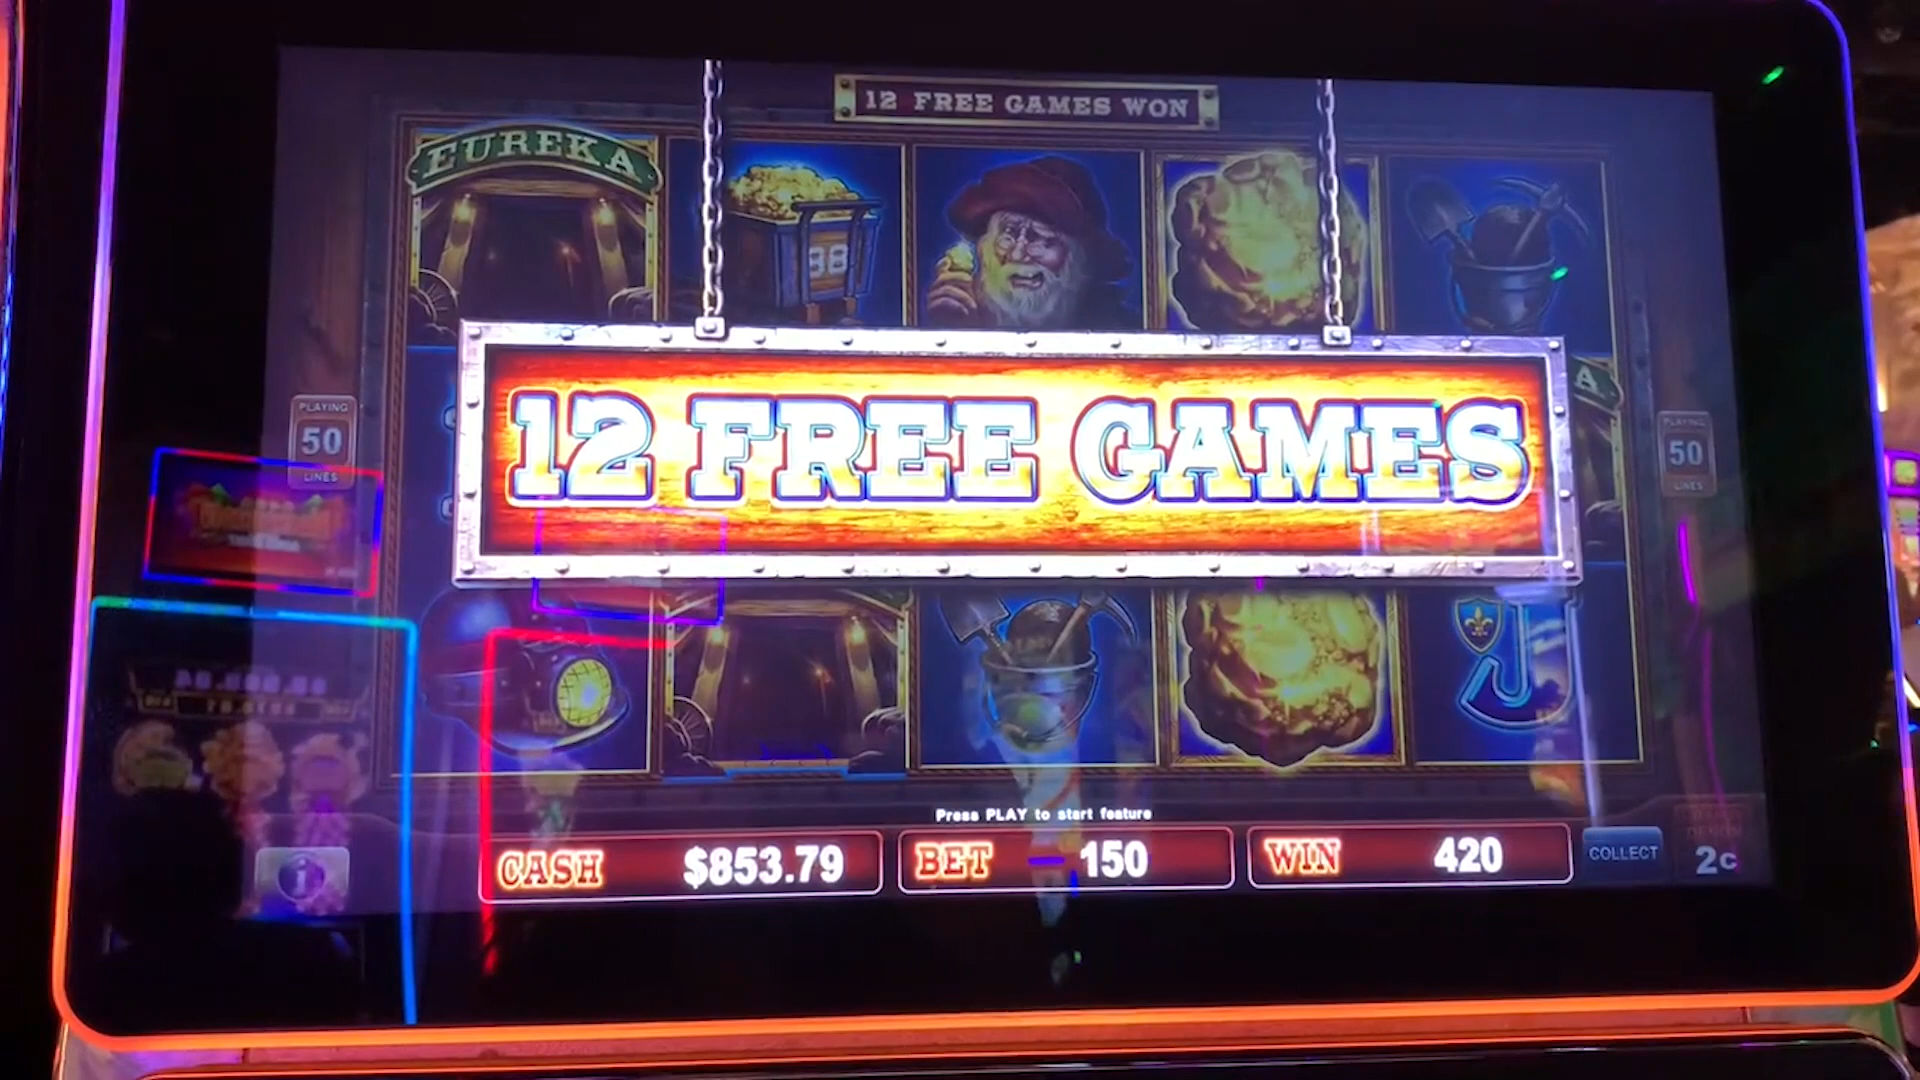 12 FREE GAMES WON
EUREKA
88
A
12 FREE GAMES
PLAYING
50
LINES
PLAYING
50
LINES
J
Press PLAY to start feature
CASH $853.79
BET 150
WIN 420
COLLECT
2c
i